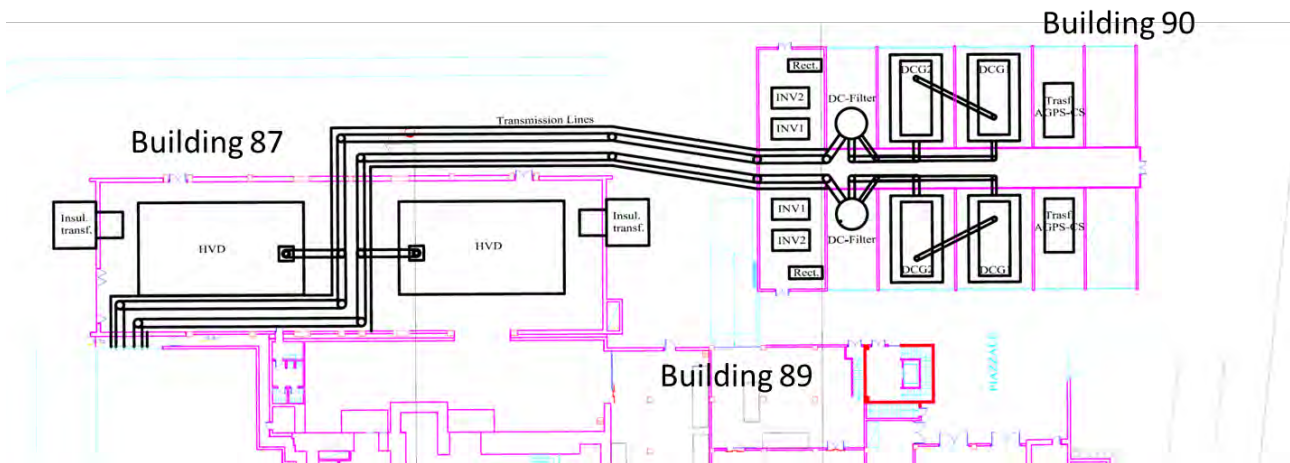 Building 90
Building 87
Transmission Lines
Rect.
INV2
INV1
DC-Filter
DCG2
DCG1
Trasf.
AGPS-CS
Insul.
transf.
HVD
HVD
Insul.
transf.
INV1
INV2
Rect.
DC-Filter
DCG2
DCG
Trasf.
AGPS-CS
Building 89
PIAZZALE